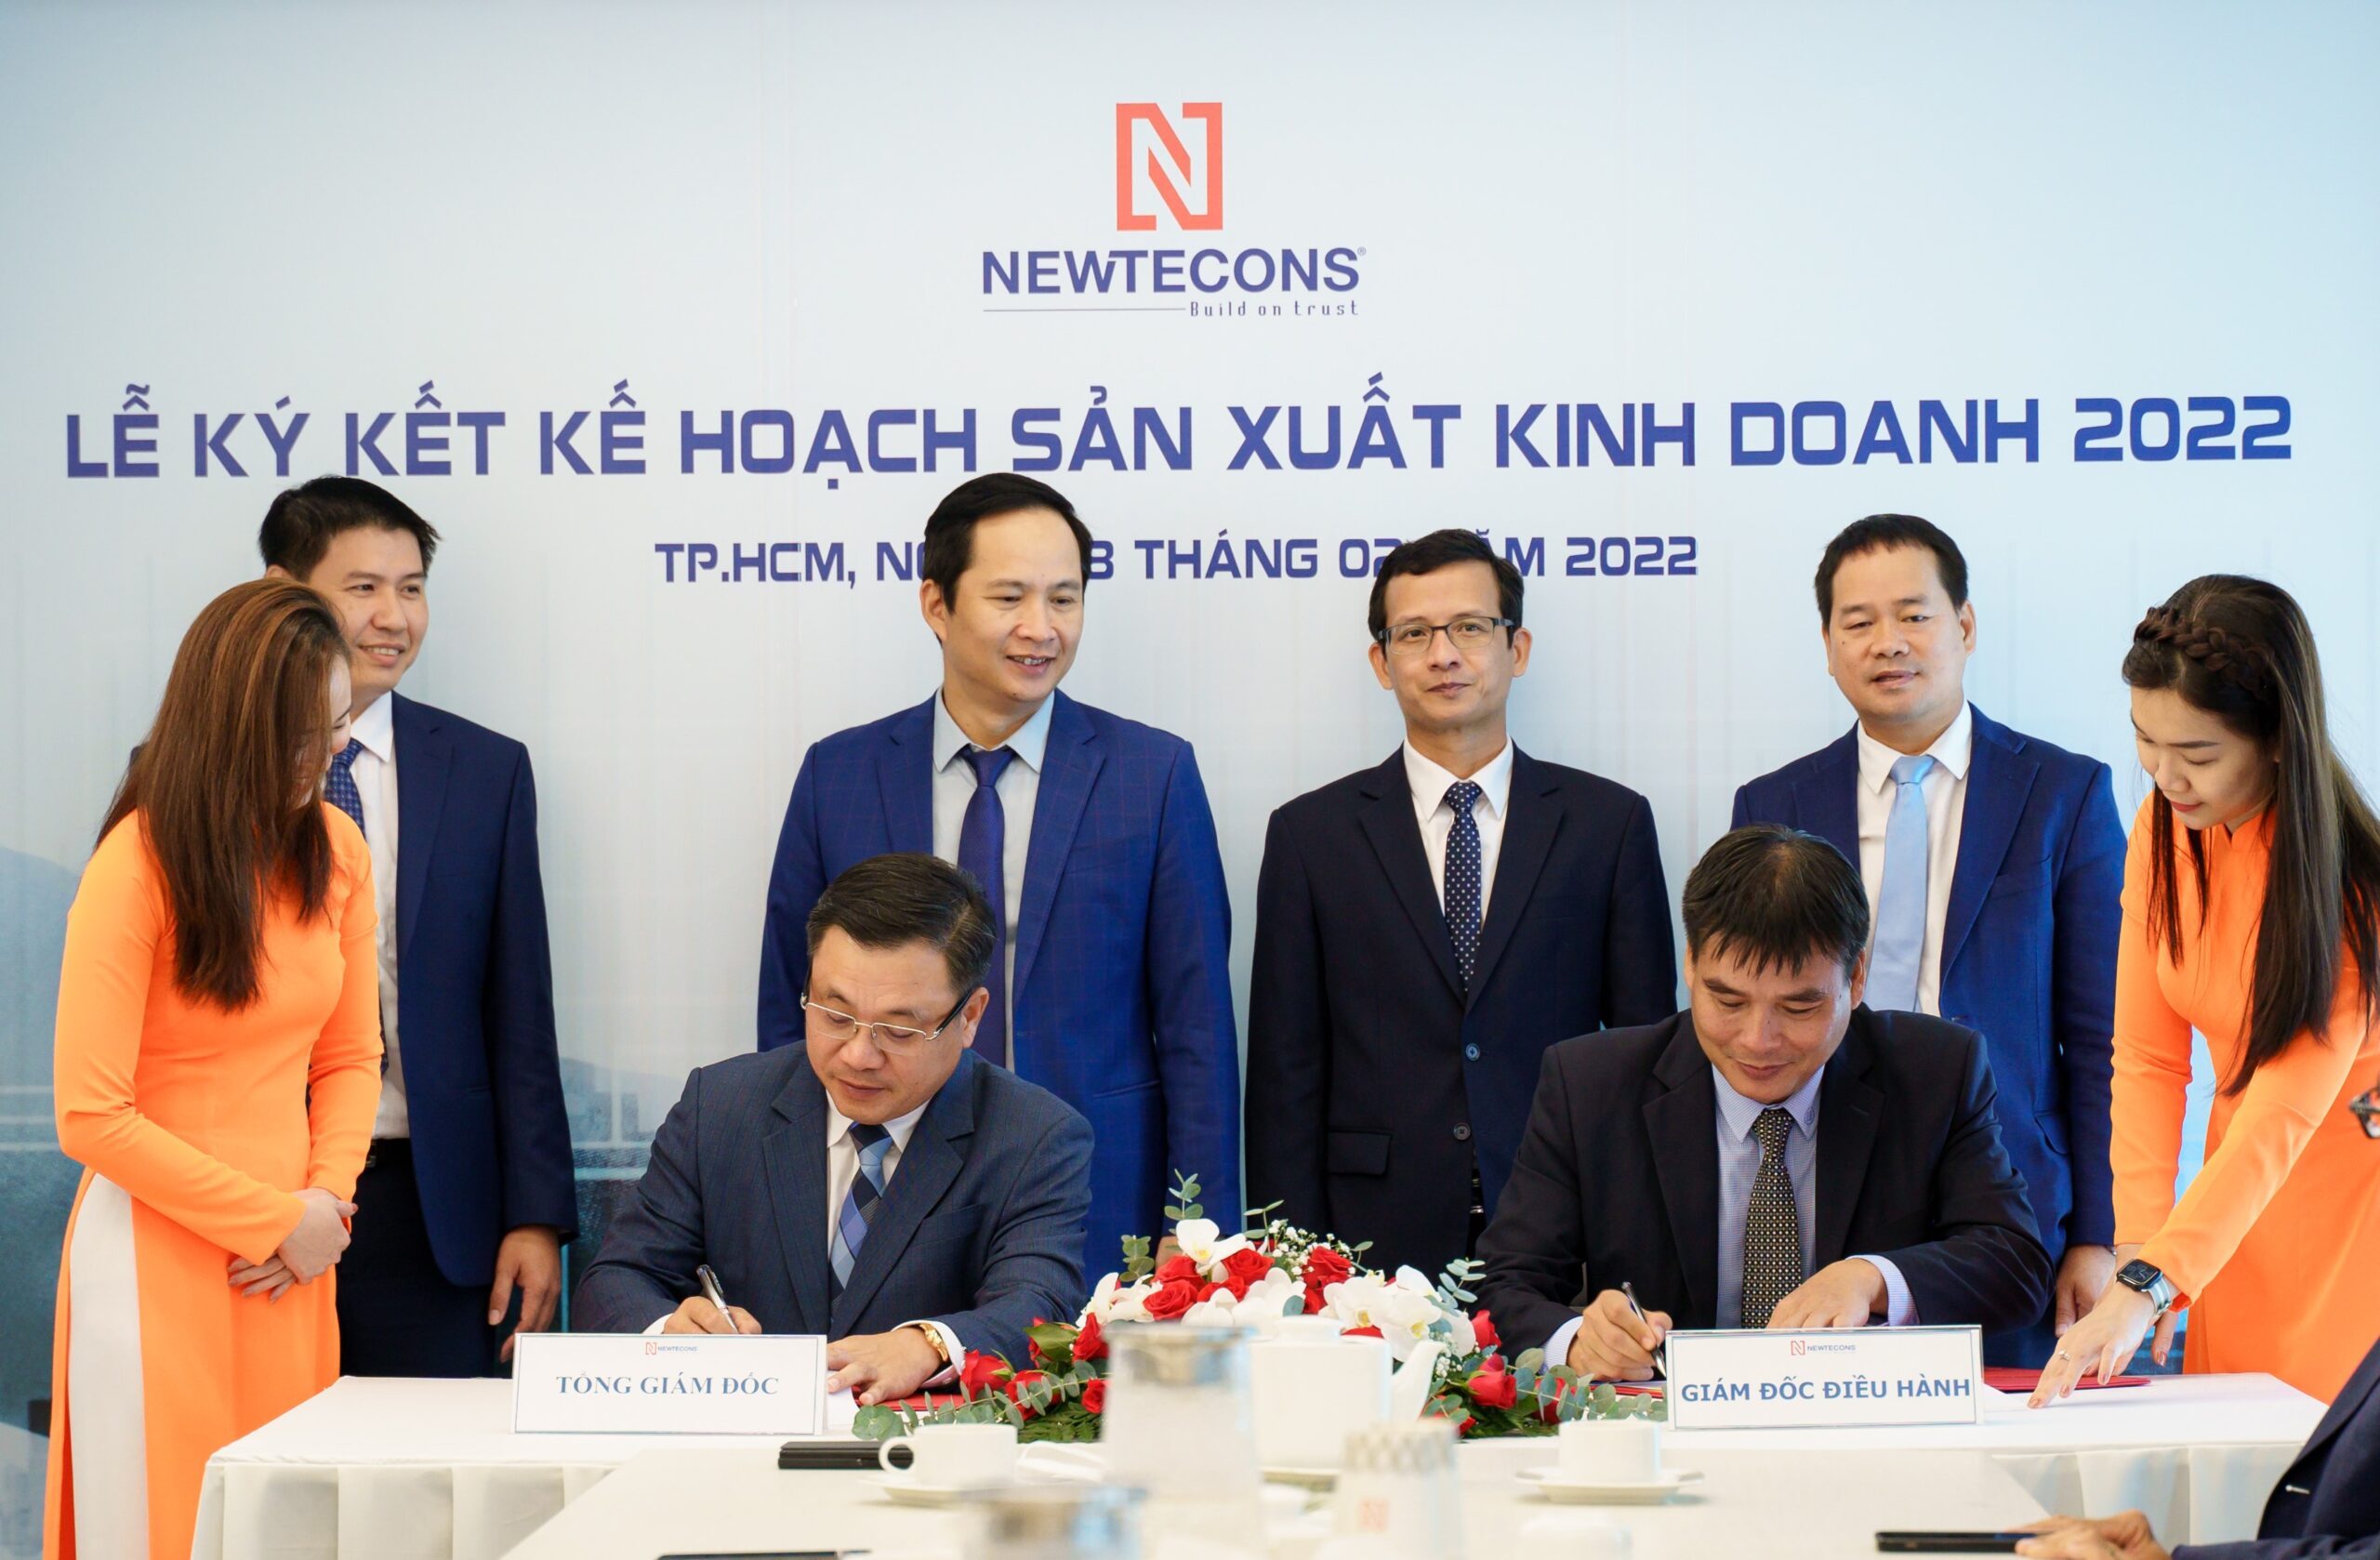 NEWTECONS®
Build on trust
LỄ KÝ KẾT KẾ HOẠCH SẢN XUẤT KINH DOANH 2022
TP.HCM, THÁNG 2022
NEWTECONS
TỔNG GIÁM ĐỐC
NEWTECONS
GIÁM ĐỐC ĐIỀU HÀNH